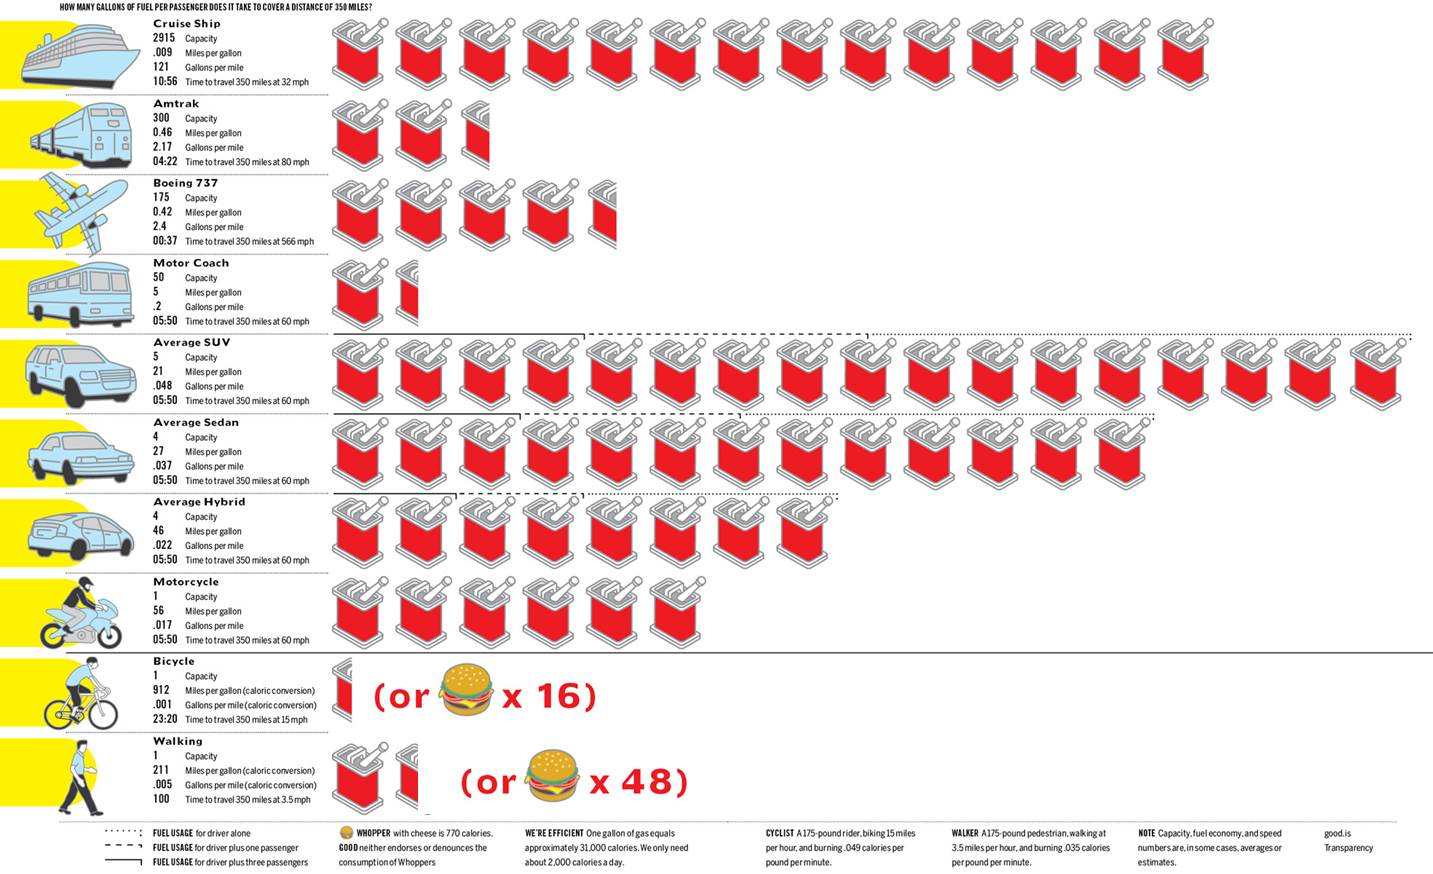 HOW MANY GALLONS OF FUEL PER PASSENGER DOES IT TAKE TO COVER A DISTANCE OF 350 MILES?
Cruise Ship
2915 Capacity
.009 Miles per gallon
121 Gallons per mile
10:56 Time to travel 350 miles at 32 mph
Amtrak
300 Capacity
0.46 Miles per gallon
2.17 Gallons per mile
04:22 Time to travel 350 miles at 80 mph
Boeing 737
175 Capacity
0.42 Miles per gallon
2.4 Gallons per mile
00:37 Time to travel 350 miles at 566 mph
Motor Coach
50 Capacity
5 Miles per gallon
.2 Gallons per mile
05:50 Time to travel 350 miles at 60 mph
Average SUV
5 Capacity
21 Miles per gallon
.048 Gallons per mile
05:50 Time to travel 350 miles at 60 mph
Average Sedan
4 Capacity
27 Miles per gallon
.037 Gallons per mile
05:50 Time to travel 350 miles at 60 mph
Average Hybrid
4 Capacity
46 Miles per gallon
.022 Gallons per mile
05:50 Time to travel 350 miles at 60 mph
Motorcycle
1 Capacity
56 Miles per gallon
.017 Gallons per mile
05:50 Time to travel 350 miles at 60 mph
Bicycle
1 Capacity
912 Miles per gallon (caloric conversion)
.001 Gallons per mile (caloric conversion)
23:20 Time to travel 350 miles at 15 mph
(or x 16)
Walking
1 Capacity
211 Miles per gallon (caloric conversion)
.005 Gallons per mile (caloric conversion)
100 Time to travel 350 miles at 3.5 mph
(or x 48)
FUEL USAGE for driver alone
FUEL USAGE for driver plus one passenger
FUEL USAGE for driver plus three passengers
WHOPPER with cheese is 770 calories.
GOOD neither endorses or denounces the
consumption of Whoppers
WE'RE EFFICIENT One gallon of gas equals
approximately 31,000 calories. We only need
about 2,000 calories a day.
CYCLIST A 175-pound rider, biking 15 miles
per hour, and burning .049 calories per
pound per minute.
WALKER A 175-pound pedestrian, walking at
3.5 miles per hour, and burning .035 calories
per pound per minute.
NOTE Capacity, fuel economy, and speed
numbers are, in some cases, averages or
estimates.
good.is
Transparency